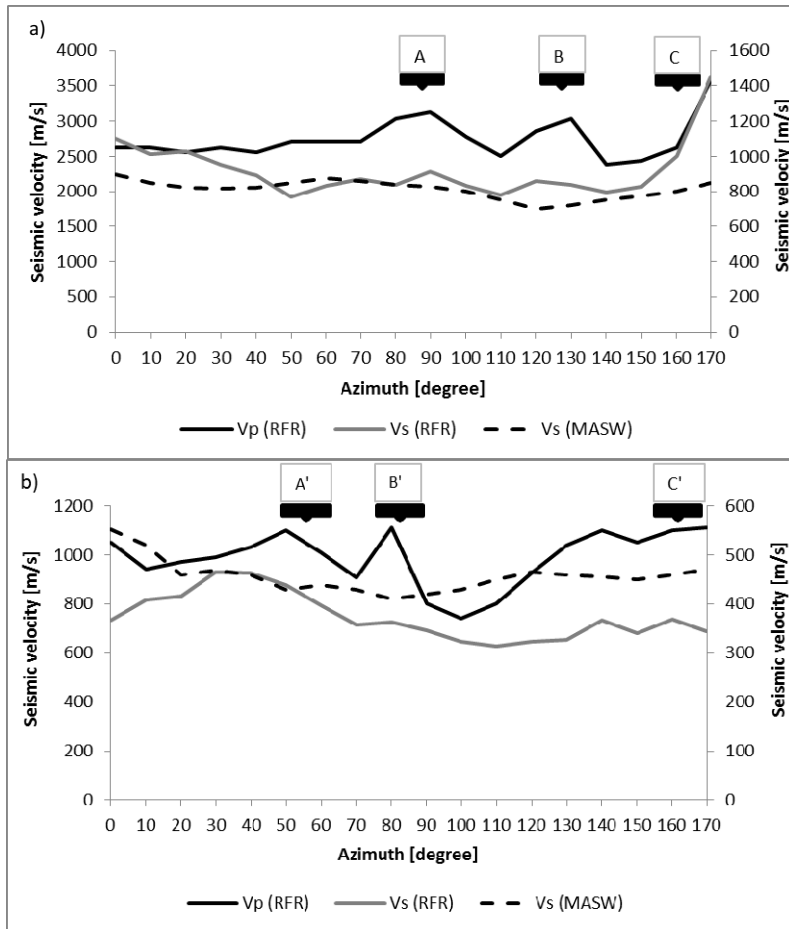 a)
A B C
4000 1600
3500 1400
3000 1200
2500 1000
2000 800
1500 600
1000 400
500 200
0 0
Seismic velocity [m/s]
Seismic velociy [m/s]
0 10 20 30 40 50 60 70 80 90 100 110 120 130 140 150 160 170
Azimuth [degree]
Vp (RFR) Vs (RFR) Vs (MASW)
b)
A' B' C'
1200 600
1000 500
800 400
600 300
400 200
200 100
0 0
Seismic velocity [m/s]
Seismic velocity [m/s]
0 10 20 30 40 50 60 70 80 90 100 110 120 130 140 150 160 170
Azimuth [degree]
Vp (RFR) Vs (RFR) Vs (MASW)